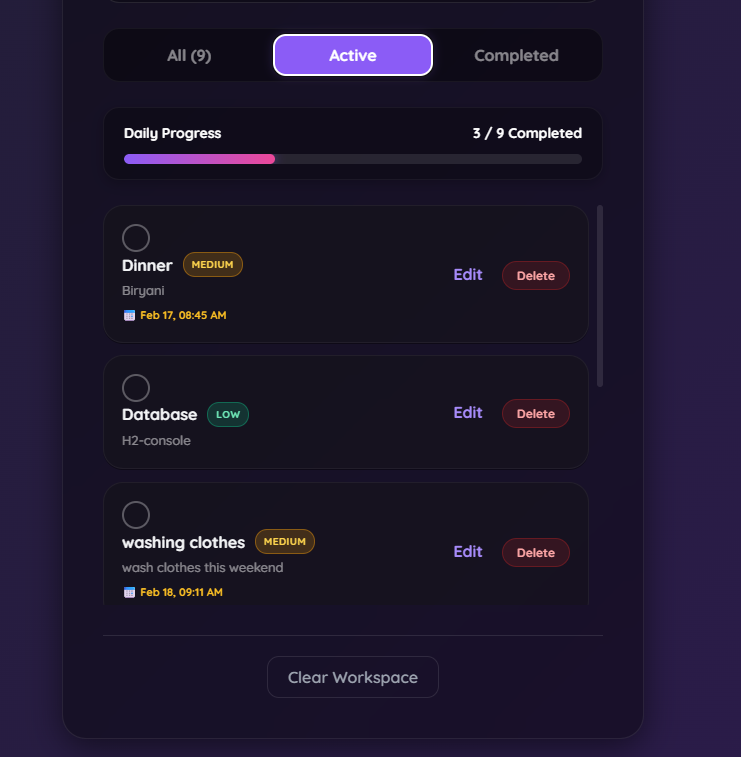 All (9) Active Completed
Daily Progress 3 / 9 Completed
Dinner MEDIUM
Biryani
Feb 17, 08:45 AM
Edit Delete
Database LOW
H2-console
Edit Delete
washing clothes MEDIUM
wash clothes this weekend
Feb 18, 09:11 AM
Edit Delete
Clear Workspace